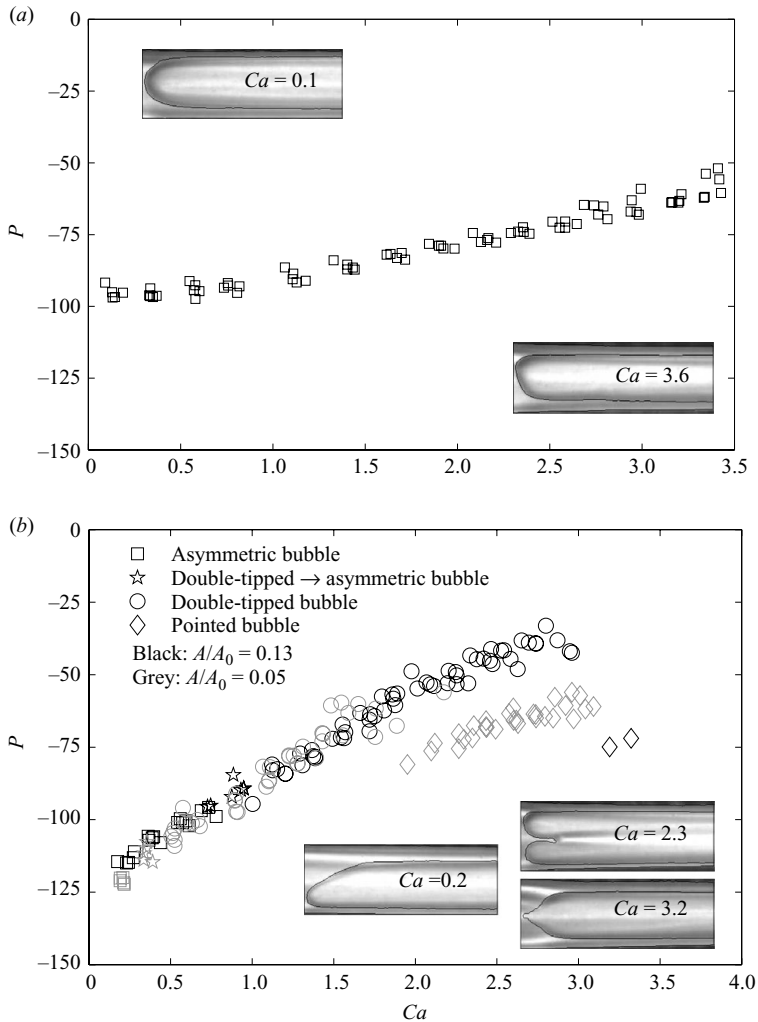 (a)
0
–25
–50
–75
–100
–125
–150
P
Ca = 0.1
Ca = 3.6
0 0.5 1.0 1.5 2.0 2.5 3.0 3.5
(b)
0
–25
–50
–75
–100
–125
–150
P
Asymmetric bubble
Double-tipped → asymmetric bubble
Double-tipped bubble
Pointed bubble
Black: A/A0 = 0.13
Grey: A/A0 = 0.05
Ca = 2.3
Ca =0.2
Ca = 3.2
0 0.5 1.0 1.5 2.0 2.5 3.0 3.5 4.0
Ca